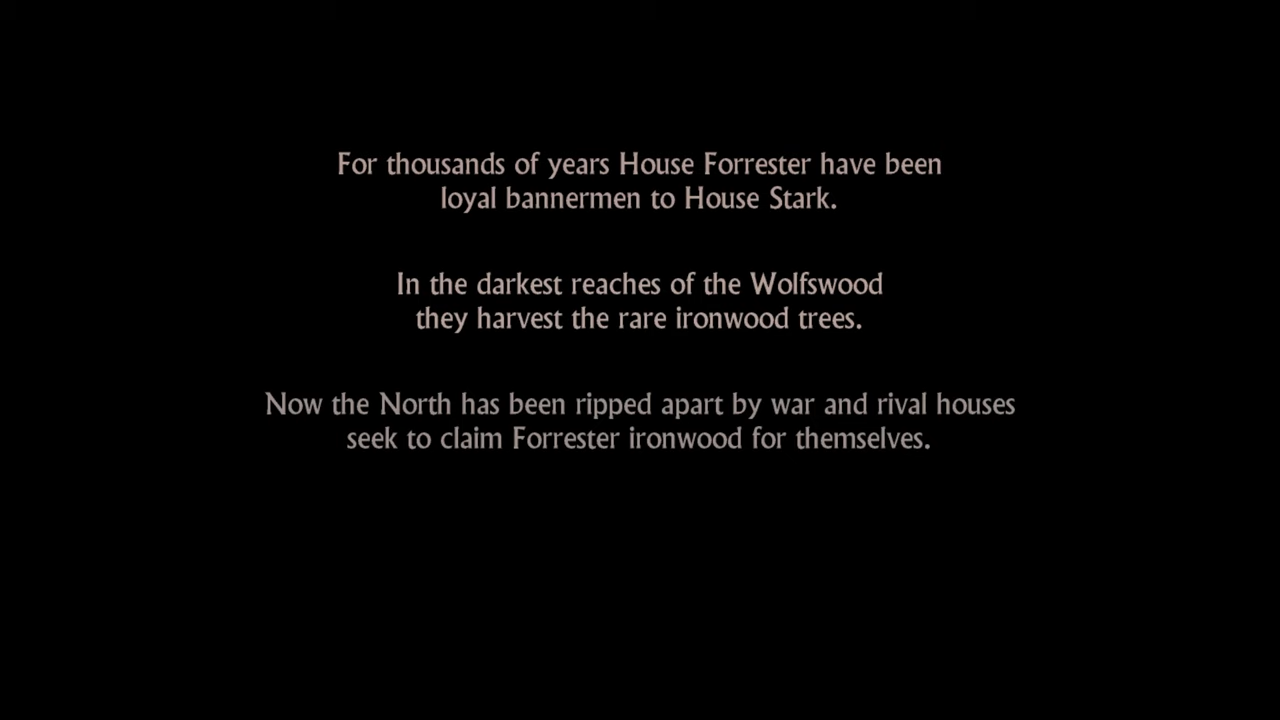 For thousands of years House Forrester have been
loyal bannermen to House Stark.
In the darkest reaches of the Wolfswood
they harvest the rare ironwood trees.
Now the North has been ripped apart by war and rival houses
seek to claim Forrester ironwood for themselves.